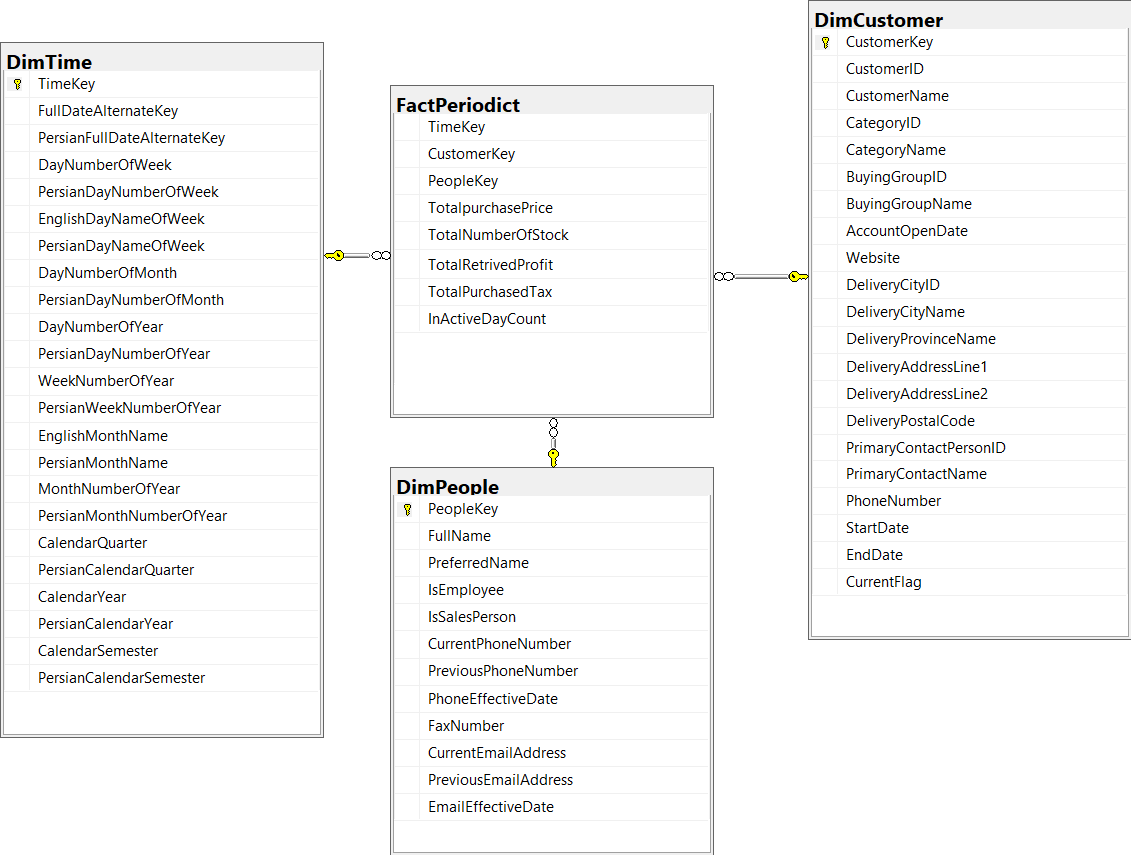 DimTime
TimeKey
FullDateAlternateKey
PersianFullDateAlternateKey
DayNumberOfWeek
PersianDayNumberOfWeek
EnglishDayNameOfWeek
PersianDayNameOfWeek
DayNumberOfMonth
PersianDayNumberOfMonth
DayNumberOfYear
PersianDayNumberOfYear
WeekNumberOfYear
PersianWeekNumberOfYear
EnglishMonthName
PersianMonthName
MonthNumberOfYear
PersianMonthNumberOfYear
CalendarQuarter
PersianCalendarQuarter
CalendarYear
PersianCalendarYear
CalendarSemester
PersianCalendarSemester
FactPeriodict
TimeKey
CustomerKey
PeopleKey
TotalpurchasePrice
TotalNumberOfStock
TotalRetrivedProfit
TotalPurchasedTax
InActiveDayCount
DimPeople
PeopleKey
FullName
PreferredName
IsEmployee
IsSalesPerson
CurrentPhoneNumber
PreviousPhoneNumber
PhoneEffectiveDate
FaxNumber
CurrentEmailAddress
PreviousEmailAddress
EmailEffectiveDate
DimCustomer
CustomerKey
CustomerID
CustomerName
CategoryID
CategoryName
BuyingGroupID
BuyingGroupName
AccountOpenDate
Website
DeliveryCityID
DeliveryCityName
DeliveryProvinceName
DeliveryAddressLine1
DeliveryAddressLine2
DeliveryPostalCode
PrimaryContactPersonID
PrimaryContactName
PhoneNumber
StartDate
EndDate
CurrentFlag